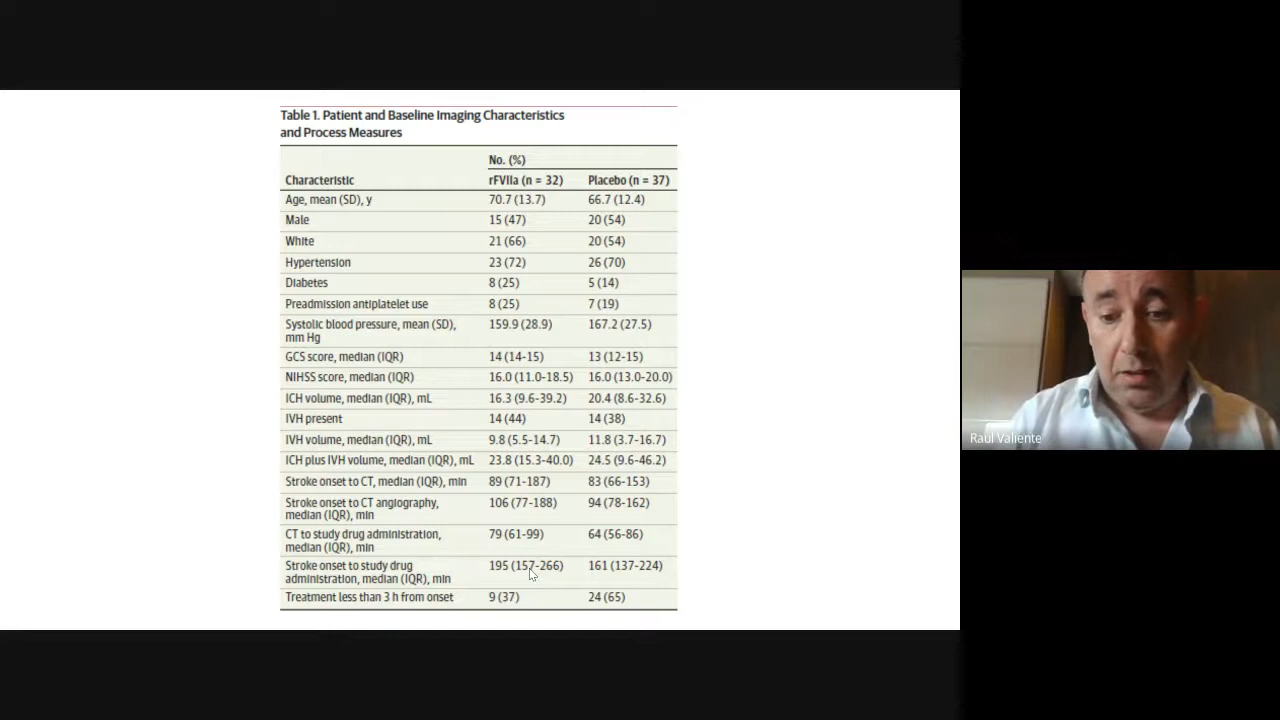 Table 1. Patient and Baseline Imaging Characteristics
and Process Measures
No. (%)
Characteristic rFVIIa (n = 32) Placebo (n = 37)
Age, mean (SD), y 70.7 (13.7) 66.7 (12.4)
Male 15 (47) 20 (54)
White 21 (66) 20 (54)
Hypertension 23 (72) 26 (70)
Diabetes 8 (25) 5 (14)
Preadmission antiplatelet use 8 (25) 7 (19)
Systolic blood pressure, mean (SD), 159.9 (28.9) 167.2 (27.5)
mm Hg
GCS score, median (IQR) 14 (14-15) 13 (12-15)
NIHSS score, median (IQR) 16.0 (11.0-18.5) 16.0 (13.0-20.0)
ICH volume, median (IQR), mL 16.3 (9.6-39.2) 20.4 (8.6-32.6)
IVH present 14 (44) 14 (38)
IVH volume, median (IQR), mL 9.8 (5.5-14.7) 11.8 (3.7-16.7)
ICH plus IVH volume, median (IQR), mL 23.8 (15.3-40.0) 24.5 (9.6-46.2)
Stroke onset to CT, median (IQR), min 89 (71-187) 83 (66-153)
Stroke onset to CT angiography, 106 (77-188) 94 (78-162)
median (IQR), min
CT to study drug administration, 79 (61-99) 64 (56-86)
median (IQR), min
Stroke onset to study drug 195 (157-266) 161 (137-224)
administration, median (IQR), min
Treatment less than 3 h from onset 9 (37) 24 (65)
Raul Valiente